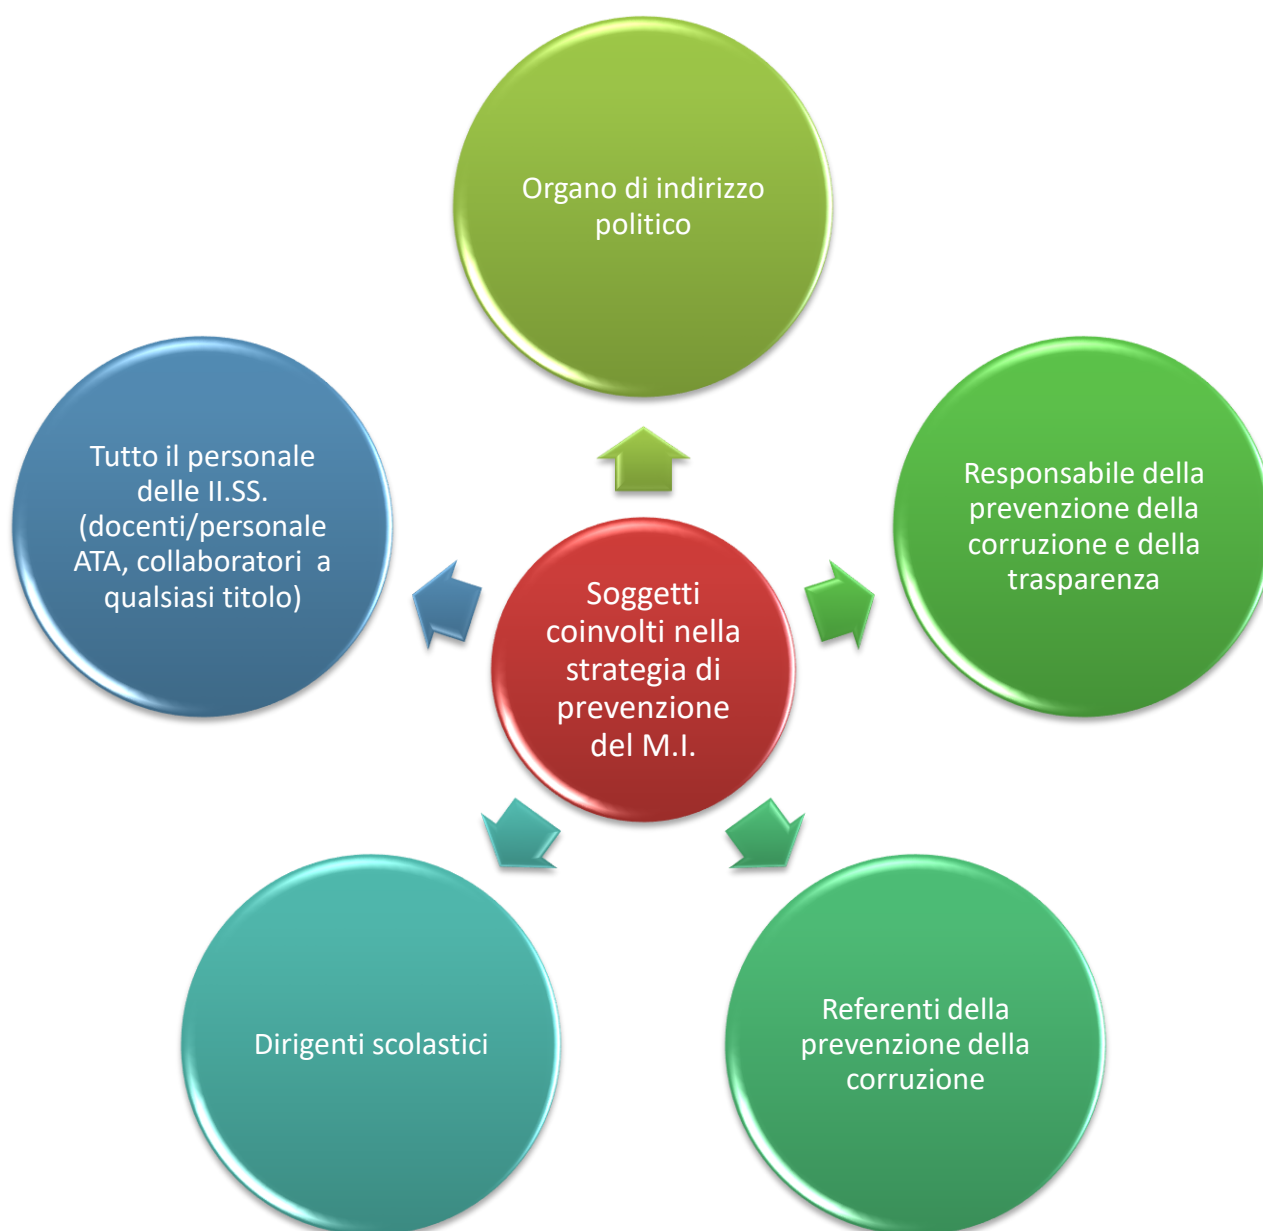 Organo di indirizzo
politico
Responsabile della
prevenzione della
corruzione e della
trasparenza
Referenti della
prevenzione della
corruzione
Dirigenti scolastici
Tutto il personale
delle II.SS.
(docenti/personale
ATA, collaboratori  a
qualsiasi titolo)
Soggetti
coinvolti nella
strategia di
prevenzione
del M.I.